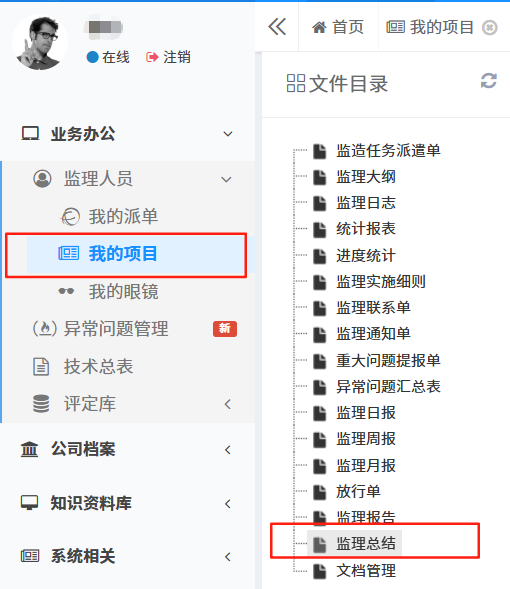 在线 注销
业务办公
监理人员
我的派单
我的项目
我的眼镜
异常问题管理 新
技术总表
评定库
公司档案
知识资料库
系统相关
首页 我的项目
文件目录
监造任务派遣单
监理大纲
监理日志
统计报表
进度统计
监理实施细则
监理联系单
监理通知单
重大问题提报单
异常问题汇总表
监理日报
监理周报
监理月报
放行单
监理报告
监理总结
文档管理